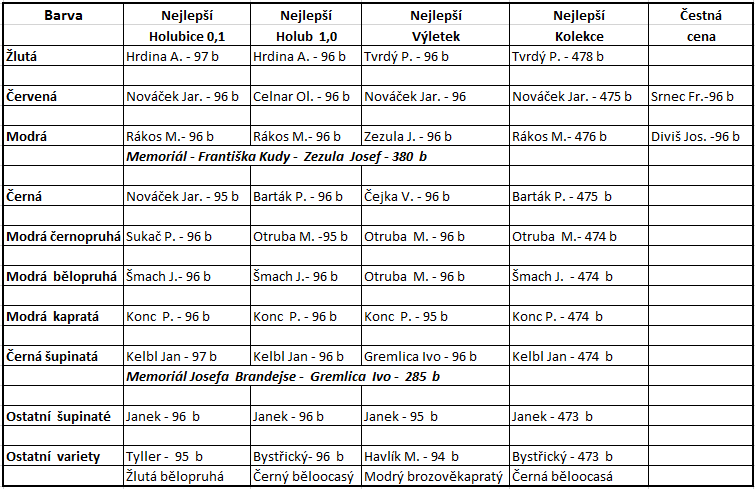 Barva Nejlepší Nejlepší Nejlepší Nejlepší Čestná
Holubice 0,1 Holub 1,0 Výletek Kolekce cena
Žlutá Hrdina A. - 97 b Hrdina A. - 96 b Tvrdý P. - 96 b Tvrdý P. - 478 b
Červená Nováček Jar. - 96 b Celnar Ol. - 96 b Nováček Jar. - 96 Nováček Jar. - 475 b Srnec Fr.-96 b
Modrá Rákos M.- 96 b Rákos M.- 96 b Zezula J. - 96 b Rákos M.- 476 b Diviš Jos. -96 b
Memoriál - Františka Kudy - Zezula Josef - 380 b
Černá Nováček Jar. - 95 b Barták P. - 96 b Čejka V. - 96 b Barták P. - 475 b
Modrá černopruhá Sukač P. - 96 b Otruba M. -95 b Otruba M. - 96 b Otruba M.- 474 b
Modrá bělopruhá Šmach J.- 96 b Šmach J.- 96 b Otruba M. - 96 b Šmach J. - 474 b
Modrá kapratá Konc P. - 96 b Konc P. - 96 b Konc P. - 95 b Konc P. - 474 b
Černá šupinatá Kelbl Jan - 97 b Kelbl Jan - 96 b Gremlica Ivo - 96 b Kelbl Jan - 474 b
Memoriál Josefa Brandejse - Gremlica Ivo - 285 b
Ostatní šupinaté Janek - 96 b Janek - 96 b Janek - 95 b Janek - 473 b
Ostatní variety Tyller - 95 b Bystřický- 96 b Havlík M. - 94 b Bystřický - 473 b
Žlutá bělopruhá Černý běloocasý Modrý brozověkapratý Černá běloocasá